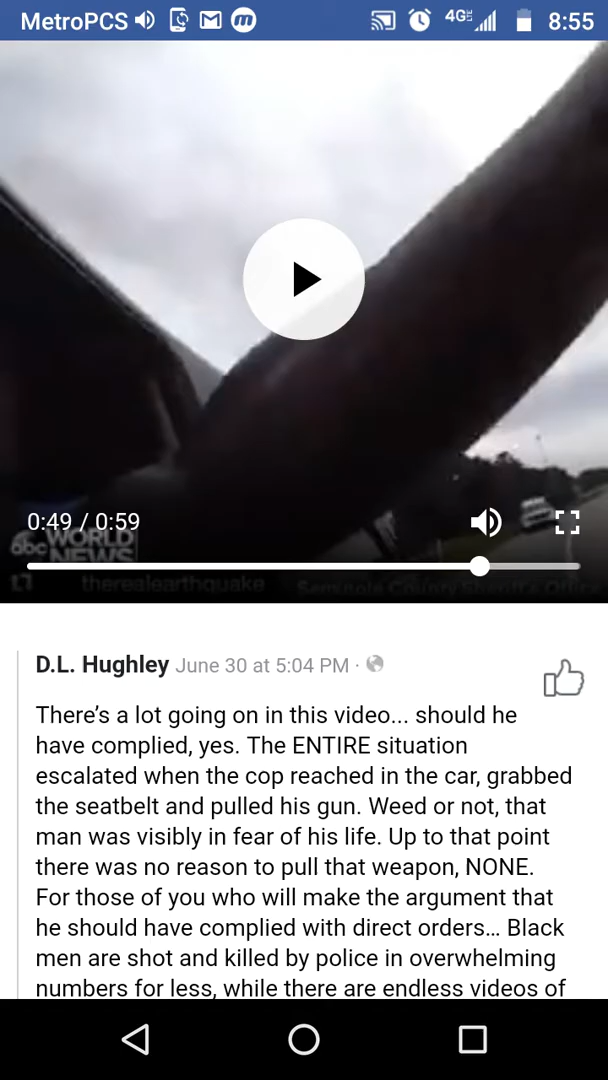 MetroPCS 4GE 8:55
0:49 / 0:59
abc WORLD
NEWS
therealearthquake Seminole County Sheriff's Office
D.L. Hughley June 30 at 5:04 PM ·
There's a lot going on in this video... should he
have complied, yes. The ENTIRE situation
escalated when the cop reached in the car, grabbed
the seatbelt and pulled his gun. Weed or not, that
man was visibly in fear of his life. Up to that point
there was no reason to pull that weapon, NONE.
For those of you who will make the argument that
he should have complied with direct orders... Black
men are shot and killed by police in overwhelming
numbers for less, while there are endless videos of